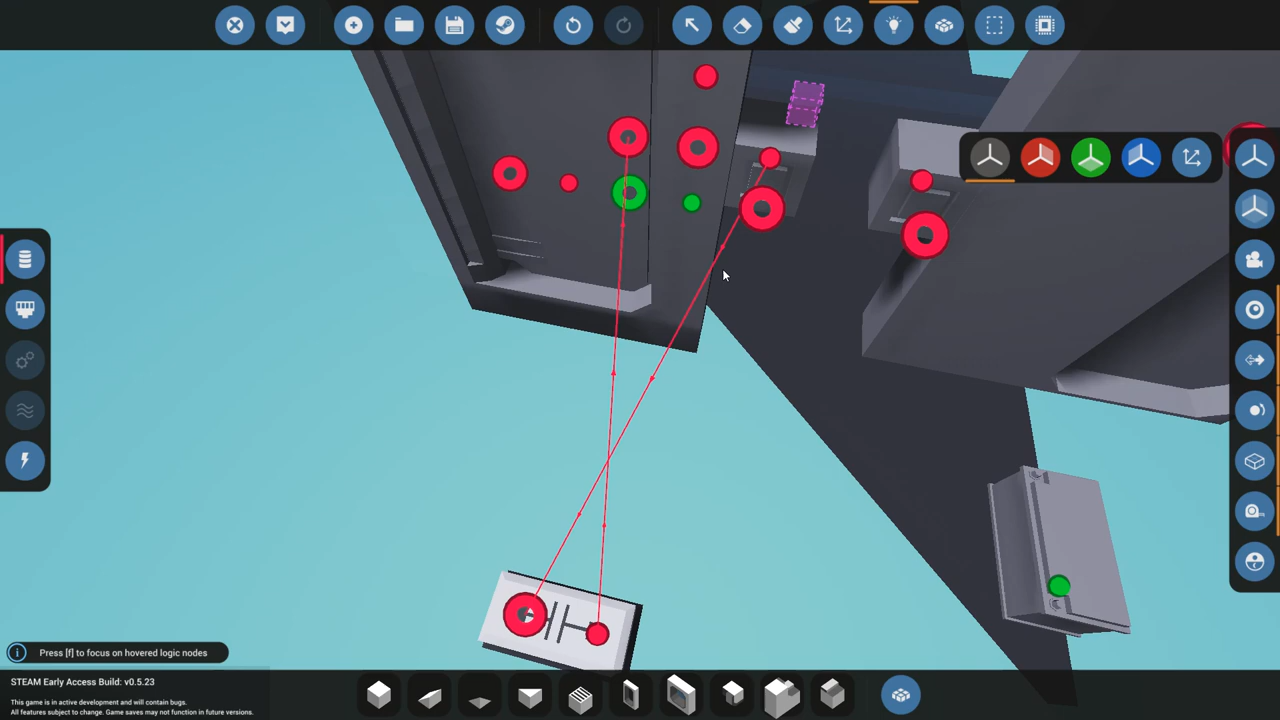 Press [f] to focus on hovered logic nodes
STEAM Early Access Build: v0.5.23
This game is in active development and will contain bugs.
All features subject to change. Game saves may not function in future versions.